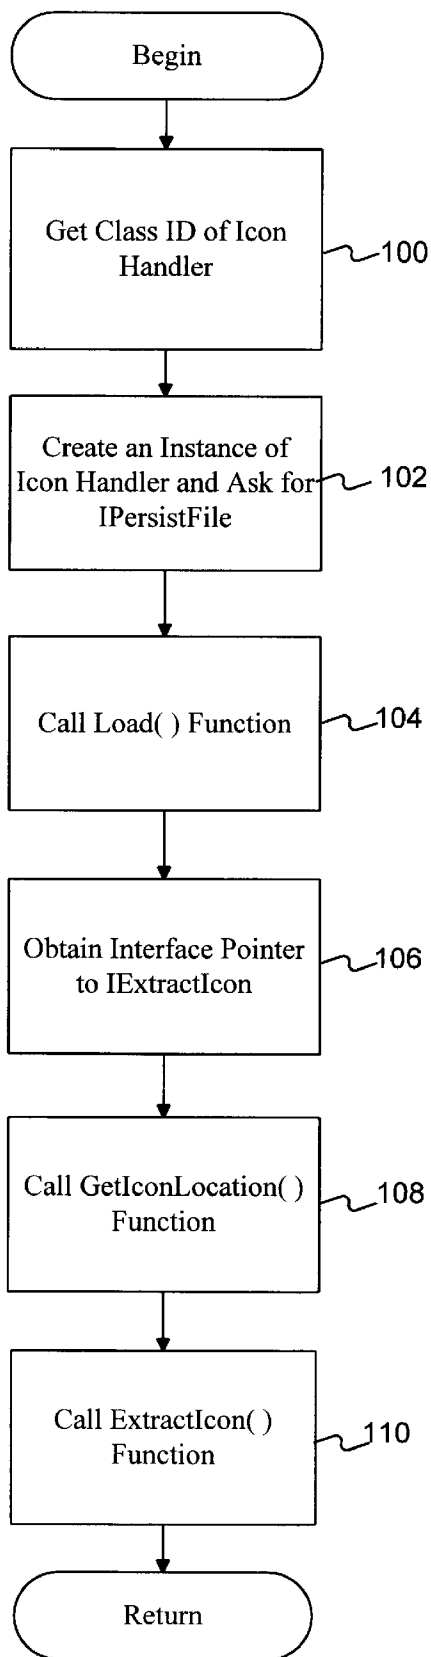 Begin
Get Class ID of Icon
Handler
100
Create an Instance of
Icon Handler and Ask for
IPersistFile
102
Call Load( ) Function
104
Obtain Interface Pointer
to IExtractIcon
106
Call GetIconLocation( )
Function
108
Call ExtractIcon( )
Function
110
Return